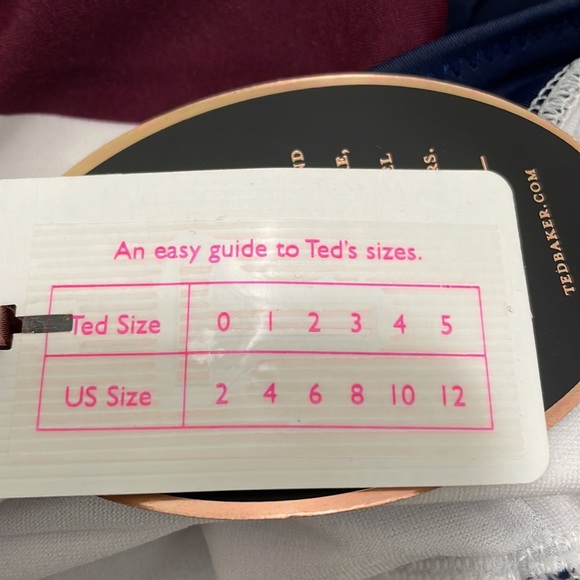 An easy guide to Ted's sizes.
Ted Size 0 1 2 3 4 5
US Size 2 4 6 8 10 12
TEDBAKER.COM